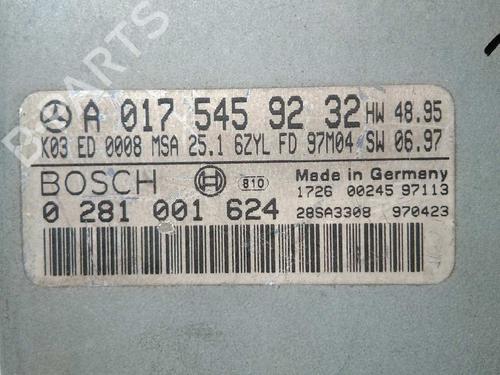 A 017 545 92 32 HW 48.95
X03 ED 0008 MSA 25.1 6ZYL FD 97M04 SW 06.97
BOSCH 810 Made in Germany
1726 00245 97113
0 281 001 624 28SA3308 970423